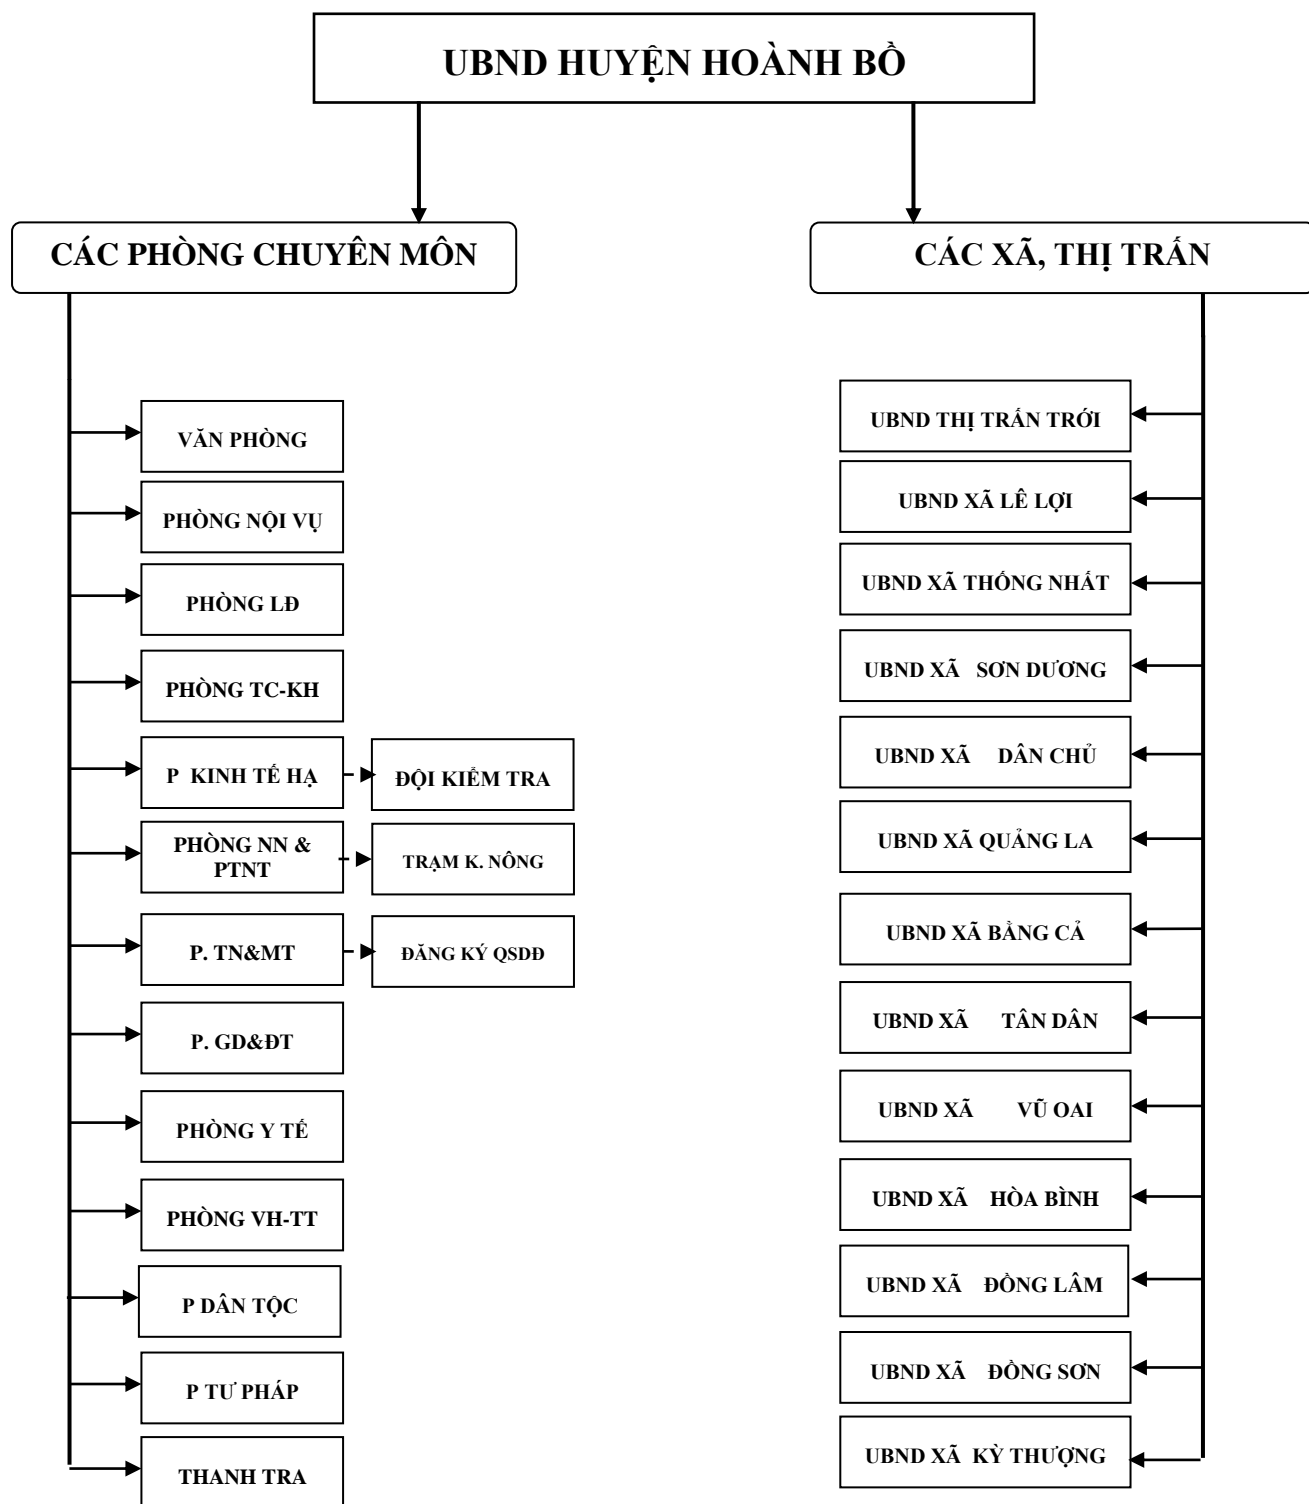 UBND HUYỆN HOÀNH BỒ
CÁC PHÒNG CHUYÊN MÔN
VĂN PHÒNG
PHÒNG NỘI VỤ
PHÒNG LĐ
PHÒNG TC-KH
P KINH TẾ HẠ
ĐỘI KIỂM TRA
PHÒNG NN &
PTNT
TRẠM K. NÔNG
P. TN&MT
ĐĂNG KÝ QSDĐ
P. GD&ĐT
PHÒNG Y TẾ
PHÒNG VH-TT
P DÂN TỘC
P TƯ PHÁP
THANH TRA
CÁC XÃ, THỊ TRẤN
UBND THỊ TRẤN TRỚI
UBND XÃ LÊ LỢI
UBND XÃ THỐNG NHẤT
UBND XÃ SƠN DƯƠNG
UBND XÃ DÂN CHỦ
UBND XÃ QUẢNG LA
UBND XÃ BẰNG CẢ
UBND XÃ TÂN DÂN
UBND XÃ VŨ OAI
UBND XÃ HÒA BÌNH
UBND XÃ ĐỒNG LÂM
UBND XÃ ĐỒNG SƠN
UBND XÃ KỲ THƯỢNG